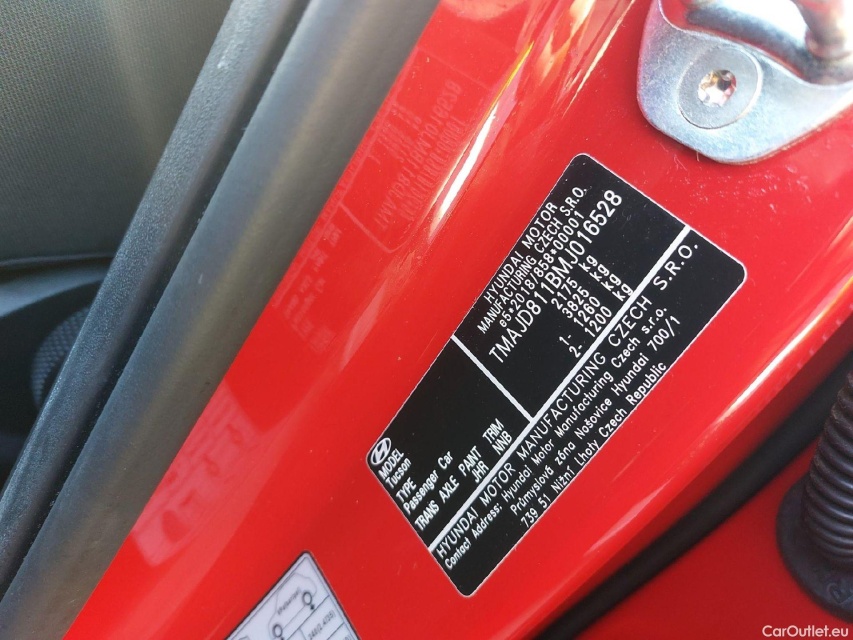 HYUNDAI MOTOR
MANUFACTURING CZECH S.R.O.
e5*2018/858*00001
TMAJD811BMJ016528
2175 kg
3825 kg
1- 1260 kg
2- 1200 kg
MODEL
Tucson
TYPE
Passenger Car
TRANS AXLE PAINT TRIM
JHR NNB
HYUNDAI MOTOR MANUFACTURING CZECH S.R.O.
Contact Address: Hyundai Motor Manufacturing Czech s.r.o.
Průmyslová zóna Nošovice Hyundai 700/1
739 51 Nižní Lhoty Czech Republic
CarOutlet.eu